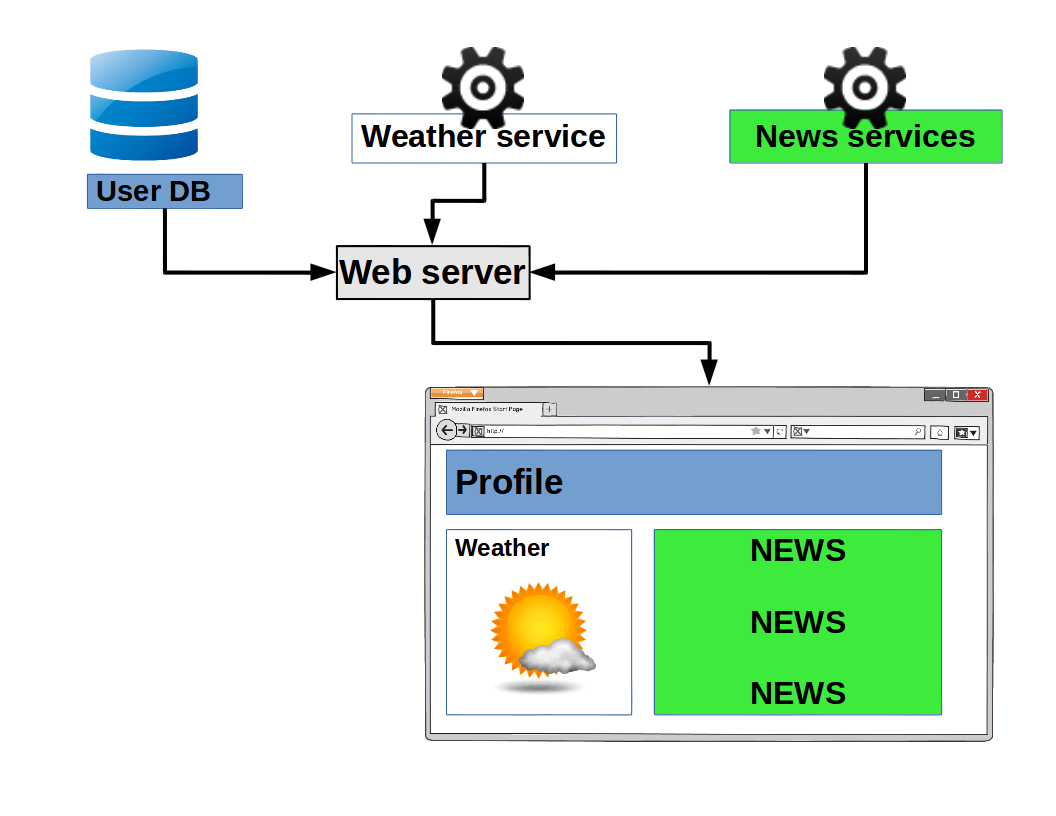 Weather service
News services
User DB
Web server
Firefox
Mozilla Firefox Start Page
http://
Profile
Weather
NEWS
NEWS
NEWS